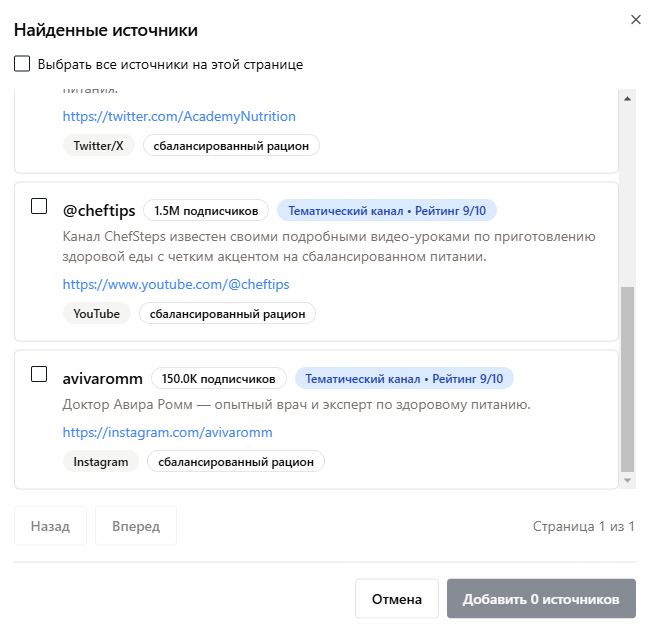 Найденные источники
Выбрать все источники на этой странице
питания.
https://twitter.com/AcademyNutrition
Twitter/X сбалансированный рацион
@cheftips 1.5M подписчиков Тематический канал • Рейтинг 9/10
Канал ChefSteps известен своими подробными видео-уроками по приготовлению
здоровой еды с четким акцентом на сбалансированном питании.
https://www.youtube.com/@cheftips
YouTube сбалансированный рацион
avivaromm 150.0K подписчиков Тематический канал • Рейтинг 9/10
Доктор Авира Ромм — опытный врач и эксперт по здоровому питанию.
https://instagram.com/avivaromm
Instagram сбалансированный рацион
Назад Вперед Страница 1 из 1
Отмена Добавить 0 источников